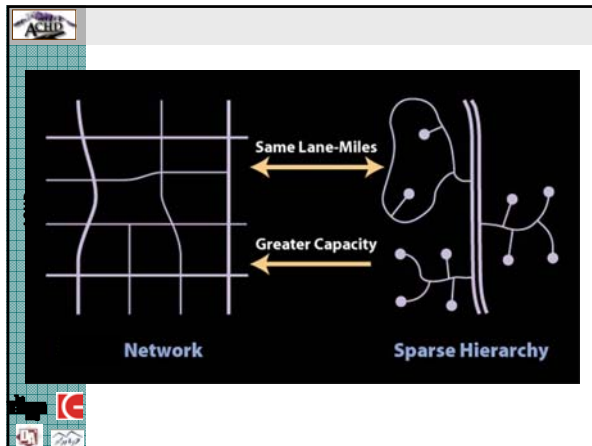 ACHD
Same Lane-Miles
Greater Capacity
Network
Sparse Hierarchy